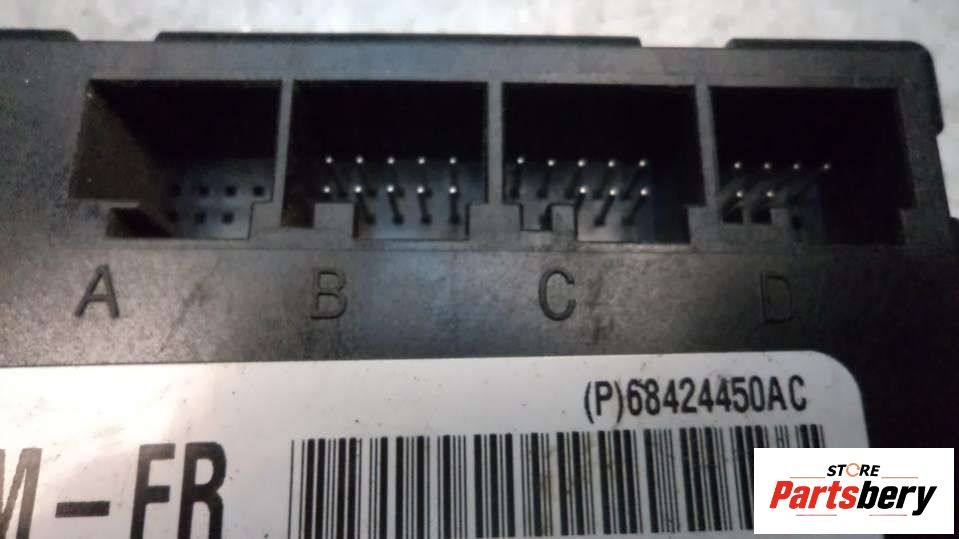 A B C D
(P)68424450AC
M-FR
STORE
Partsbery